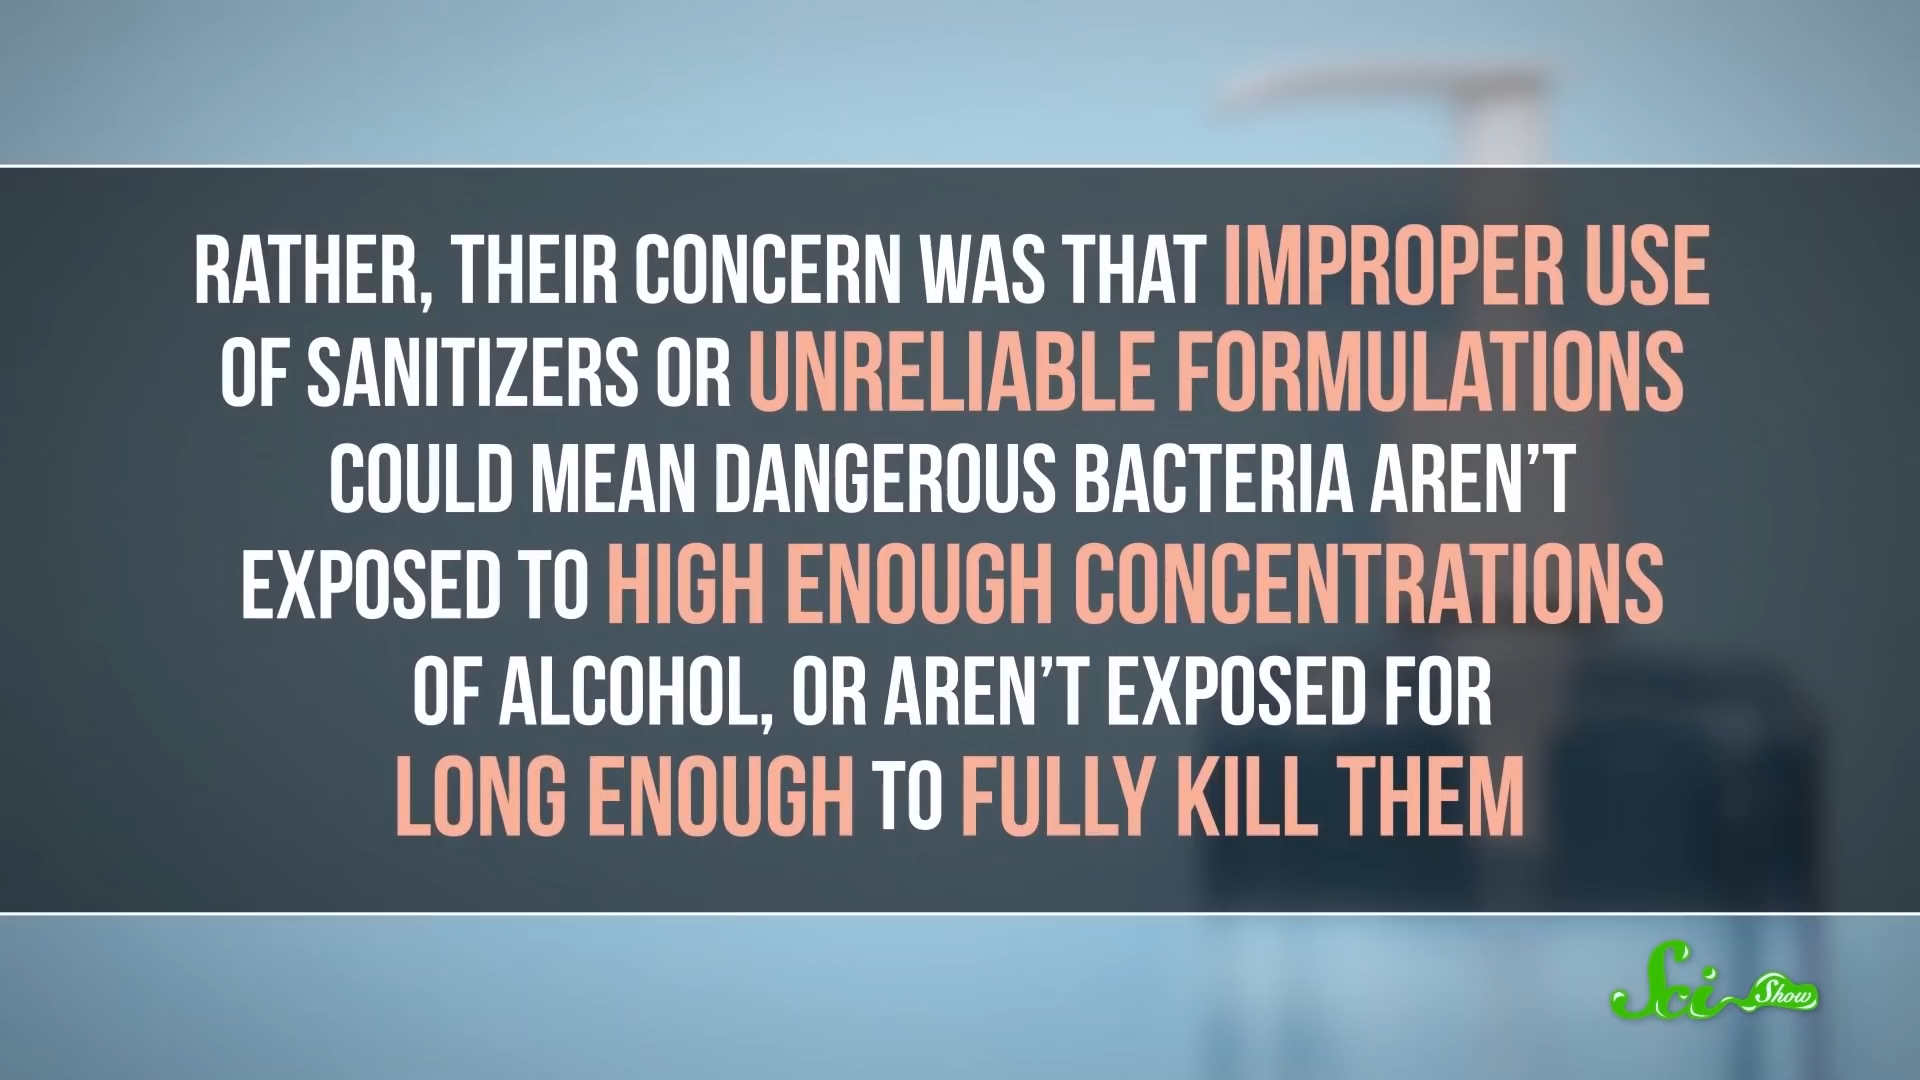 RATHER, THEIR CONCERN WAS THAT IMPROPER USE
OF SANITIZERS OR UNRELIABLE FORMULATIONS
COULD MEAN DANGEROUS BACTERIA AREN’T
EXPOSED TO HIGH ENOUGH CONCENTRATIONS
OF ALCOHOL, OR AREN’T EXPOSED FOR
LONG ENOUGH TO FULLY KILL THEM
Sci Show